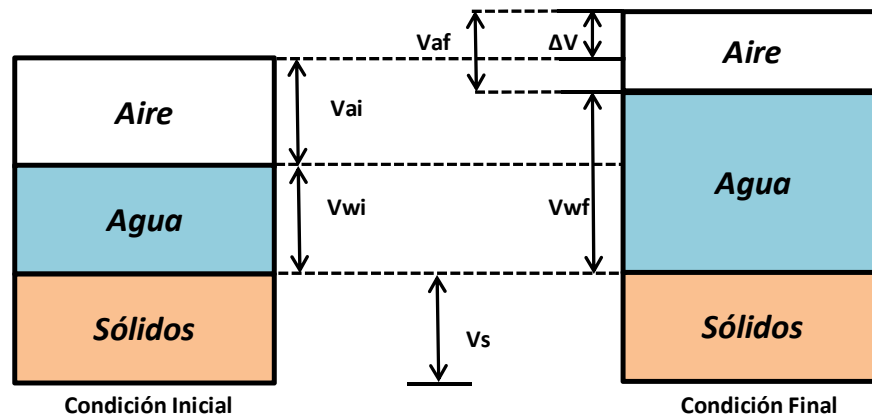 Vaf
ΔV
Aire
Aire
Vai
Agua
Vwi
Vwf
Agua
Sólidos
Vs
Sólidos
Condición Inicial
Condición Final